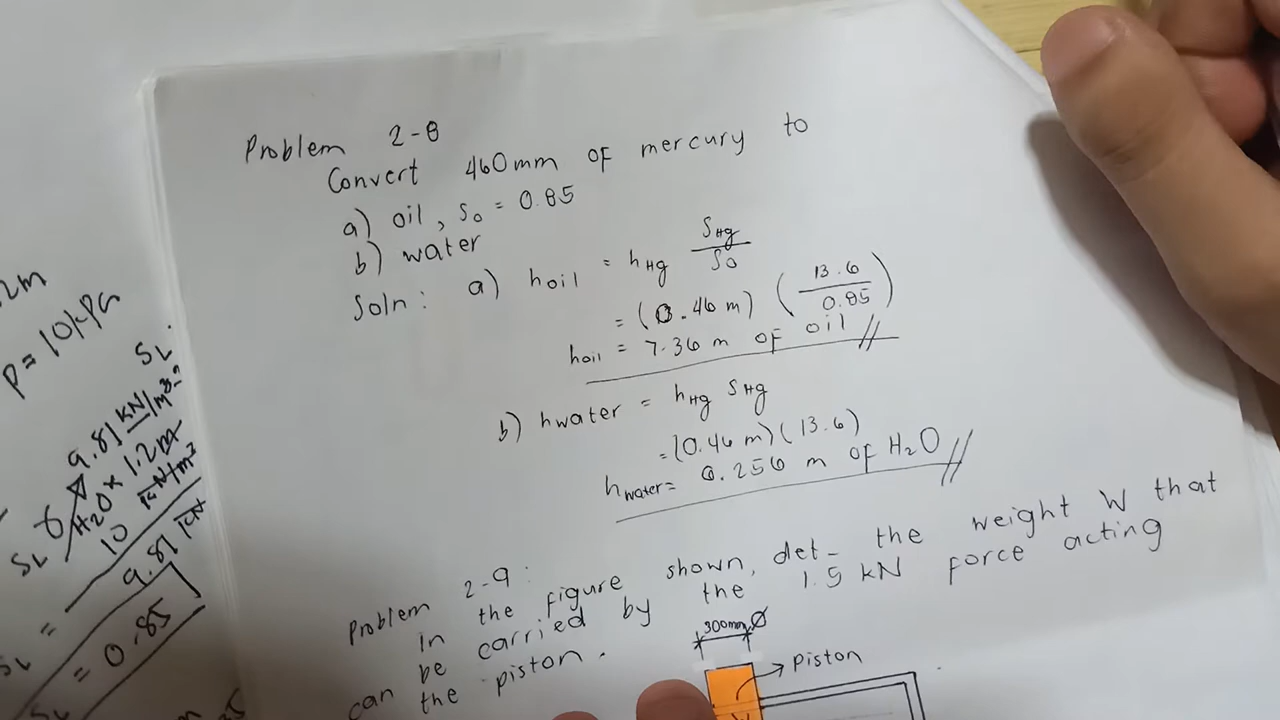 Problem 2-8
Convert 460mm of mercury to
a) oil, So = 0.85
b) water
Soln: a) hoil = hHg SHg/So
= (0.46 m) (13.6/0.85)
hoil = 7.36 m of oil //
b) hwater = hHg SHg
= (0.46 m)(13.6)
hwater = 6.256 m of H2O //
Problem 2-9:
In the figure shown, det. the weight W that
can be carried by the 1.5 kN force acting
the piston.
300mm Ø
piston
W
2m
P = 10 kPa
SL
9.81 kN/m³
H2O × 1.2m
10 kN/m²
9.81 kN
SL = 0.85